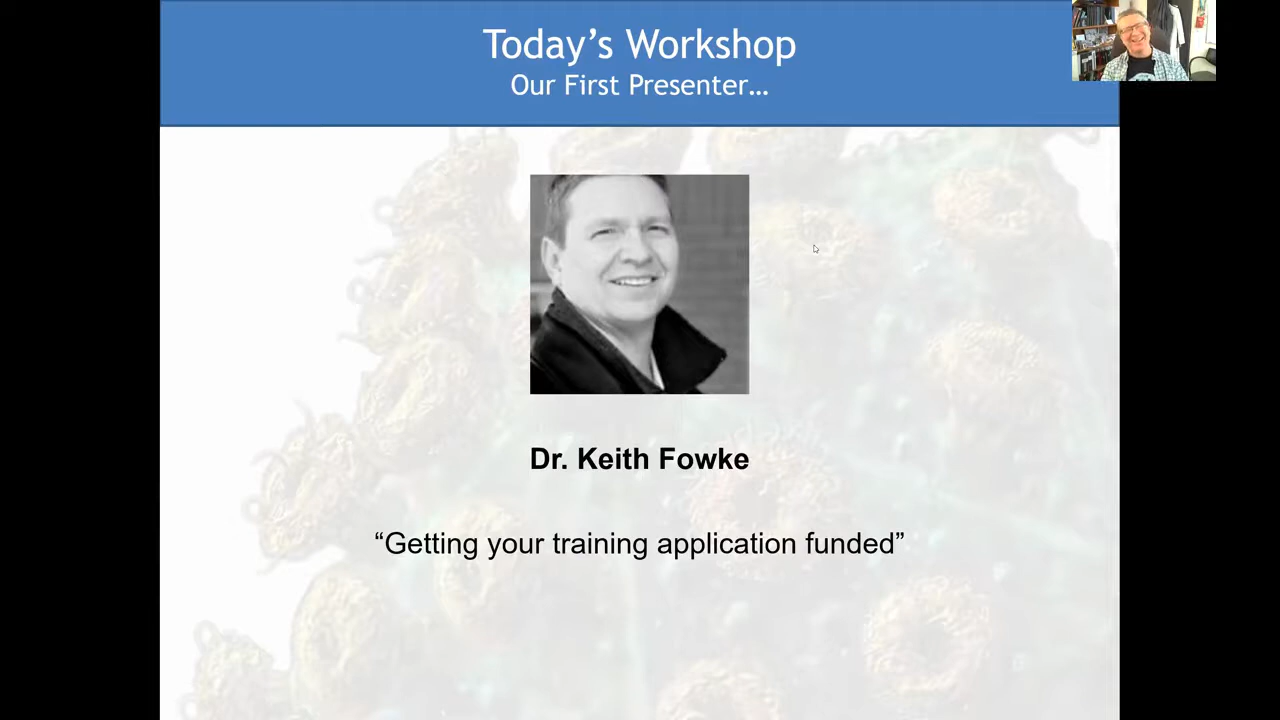 Today’s Workshop
Our First Presenter…
Dr. Keith Fowke
“Getting your training application funded”